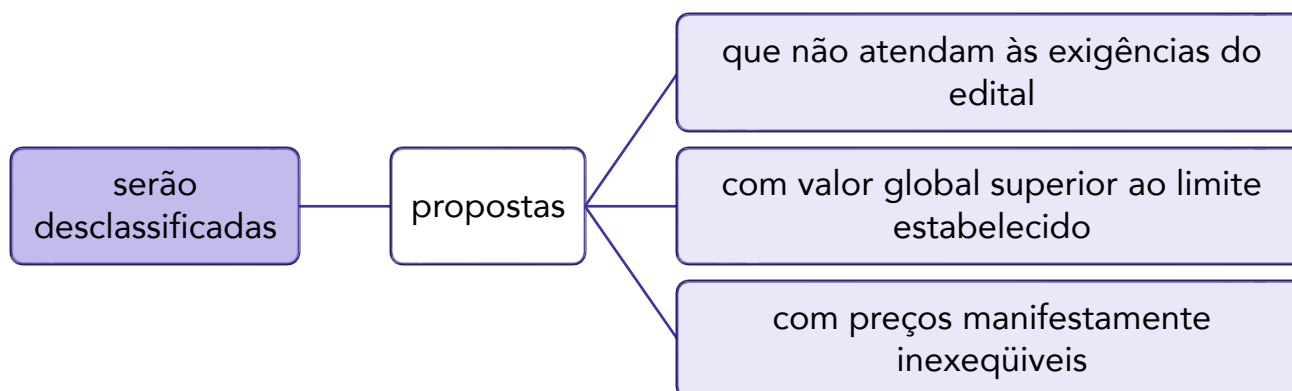 serão
desclassificadas
propostas
que não atendam às exigências do
edital
com valor global superior ao limite
estabelecido
com preços manifestamente
inexeqüiveis